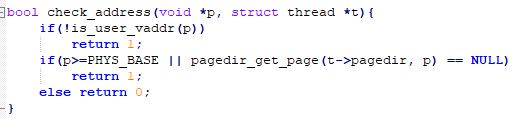 bool check_address(void *p, struct thread *t){
    if(!is_user_vaddr(p))
        return 1;
    if(p>=PHYS_BASE || pagedir_get_page(t->pagedir, p) == NULL)
        return 1;
    else return 0;
}